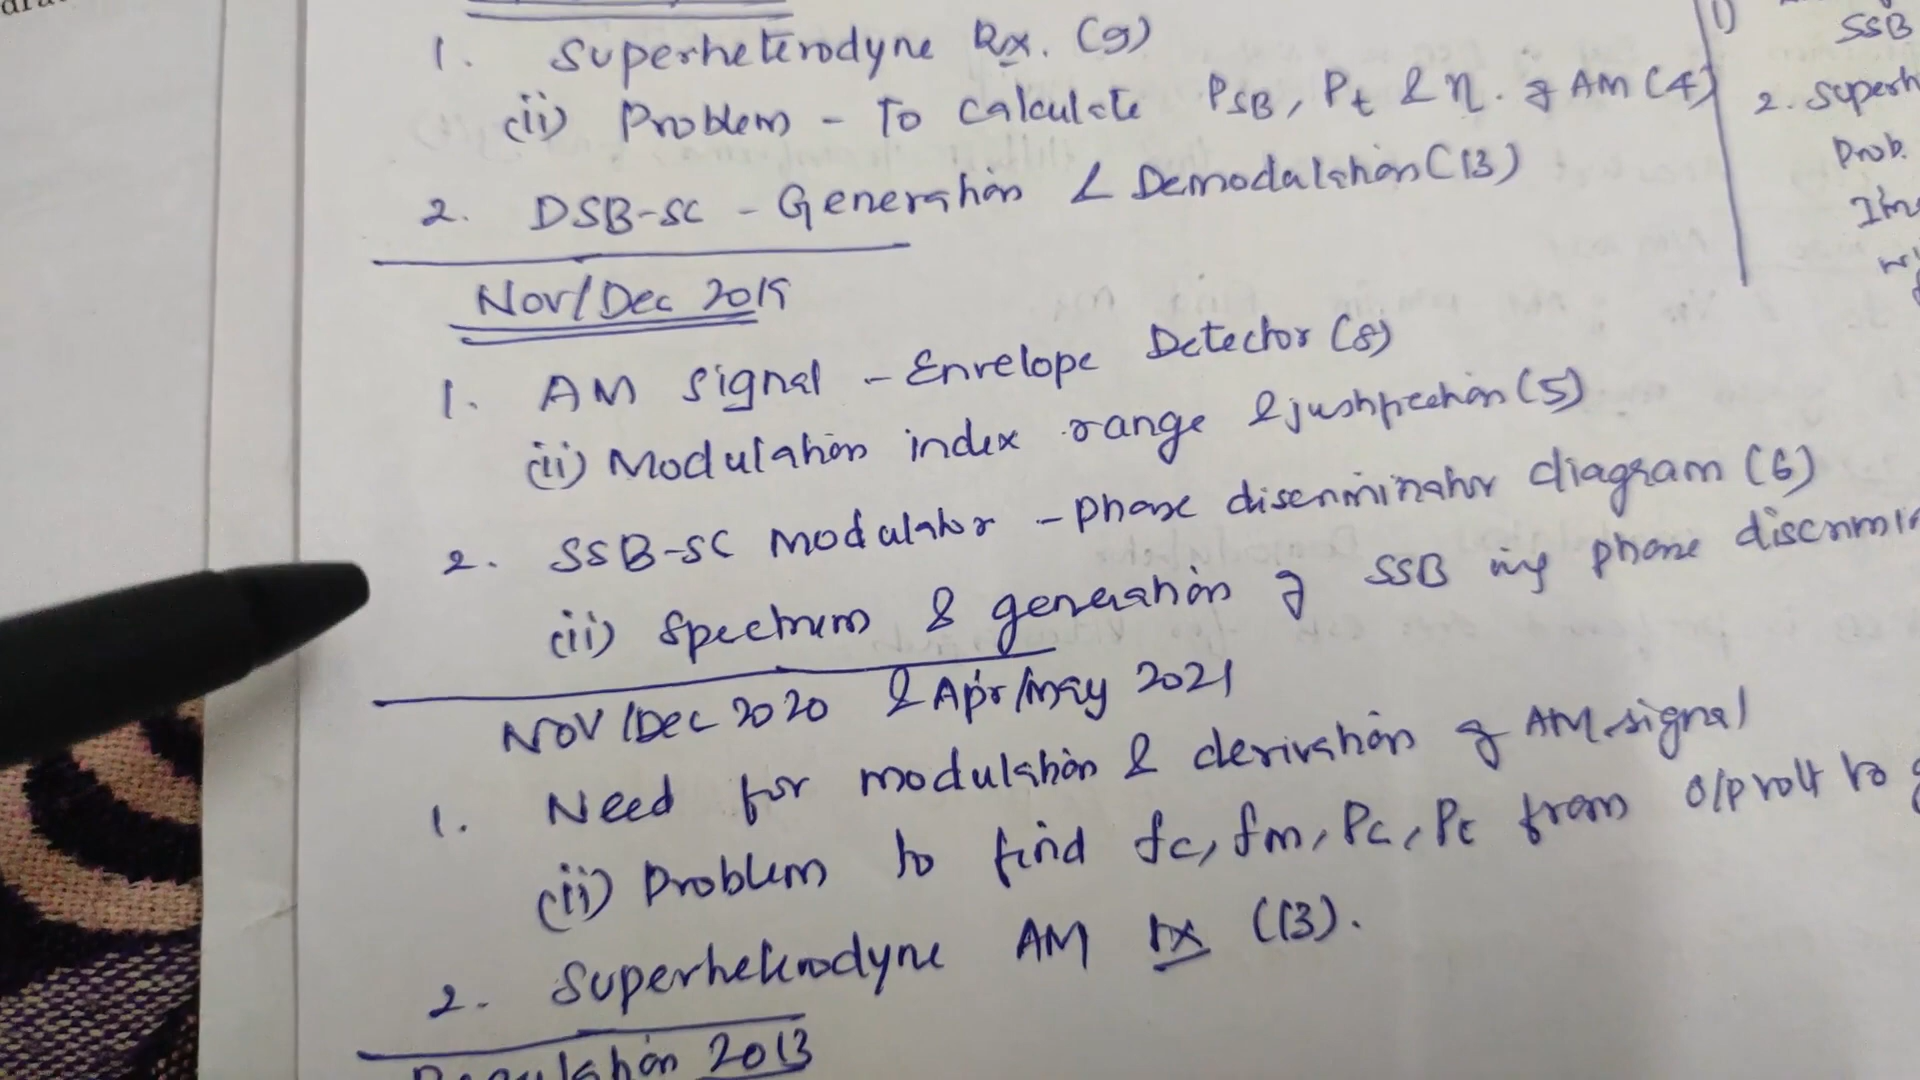 1. Superheterodyne Rx. (9)
(ii) Problem - To calculate PSB, Pt & η. of AM (4)
2. DSB-SC - Generation & Demodulation (13)
Nov/Dec 2019
1. AM signal - Envelope Detector (8)
(ii) Modulation index range & justification (5)
2. SSB-SC modulator - phase discriminator diagram (6)
(ii) Spectrum & generation of SSB using phase
NOV/Dec 2020 & Apr/May 2021
1. Need for modulation & derivation of AM signal
(ii) Problem to find fc, fm, Pc, Pt from o/p volt to
2. Superheterodyne AM rx (13).
Regulation 2013
1)
SSB
2.
Prob.